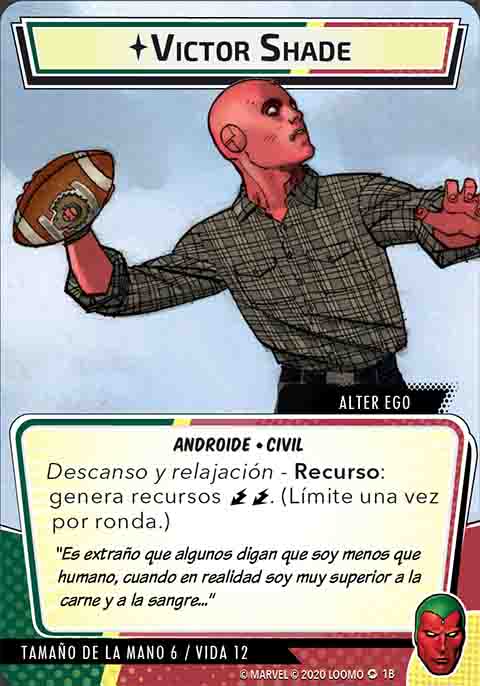 VICTOR SHADE
ALTER EGO
ANDROIDE • CIVIL
Descanso y relajación - Recurso:
genera recursos . (Límite una vez
por ronda.)
"Es extraño que algunos digan que soy menos que
humano, cuando en realidad soy muy superior a la
carne y a la sangre..."
TAMAÑO DE LA MANO 6 / VIDA 12
© MARVEL © 2020 LOOMO 1B